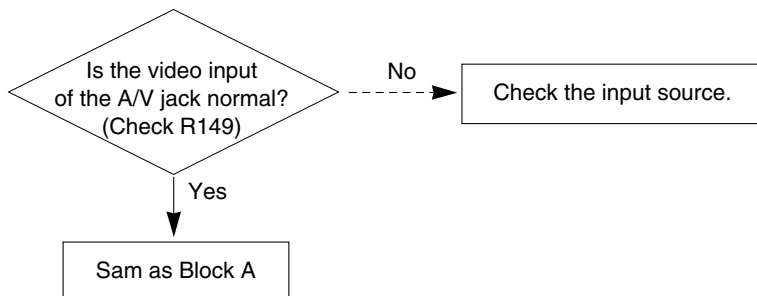 Is the video input
of the A/V jack normal?
(Check R149)
No
Check the input source.
Yes
Sam as Block A